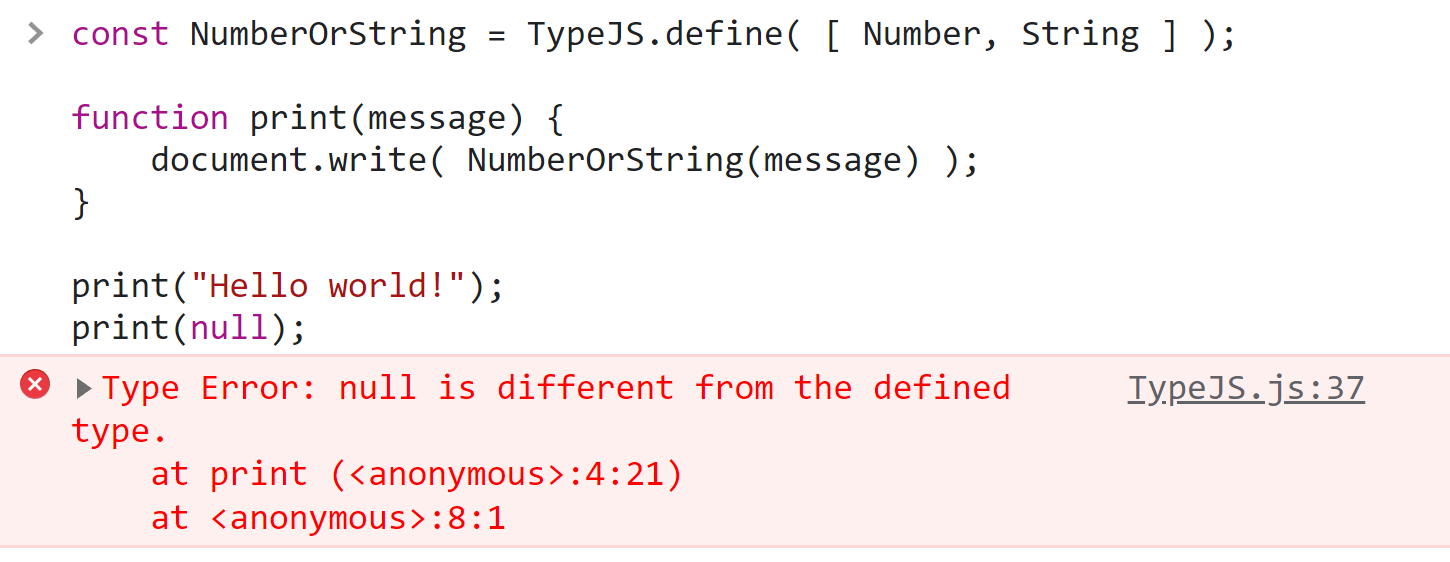 const NumberOrString = TypeJS.define( [ Number, String ] );
function print(message) {
document.write( NumberOrString(message) );
}
print("Hello world!");
print(null);
Type Error: null is different from the defined TypeJS.js:37
type.
at print (<anonymous>:4:21)
at <anonymous>:8:1